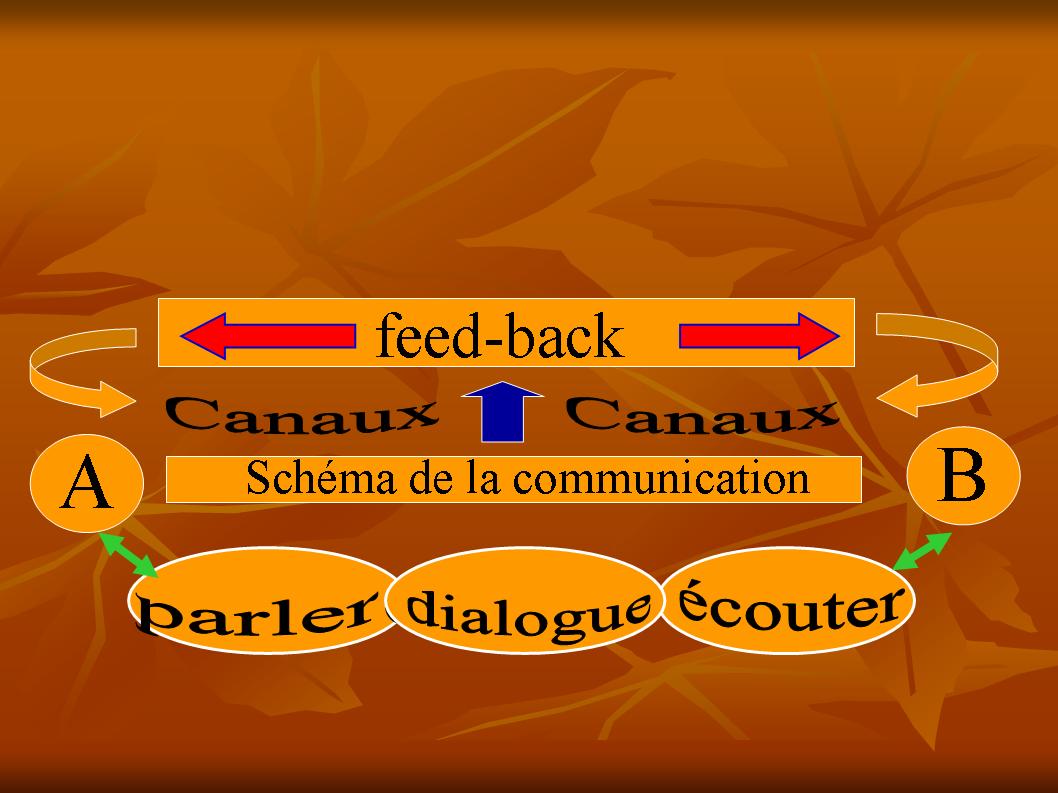 feed-back
Canaux Canaux
A Schéma de la communication B
parler dialogue écouter